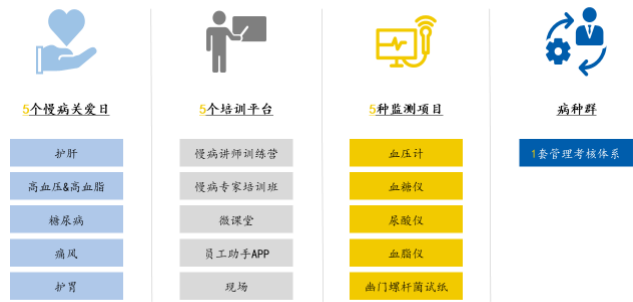 5个慢病关爱日
护肝
高血压&高血脂
糖尿病
痛风
护胃
5个培训平台
慢病讲师训练营
慢病专家培训班
微课堂
员工助手APP
现场
5种监测项目
血压计
血糖仪
尿酸仪
血脂仪
幽门螺杆菌试纸
病种群
1套管理考核体系